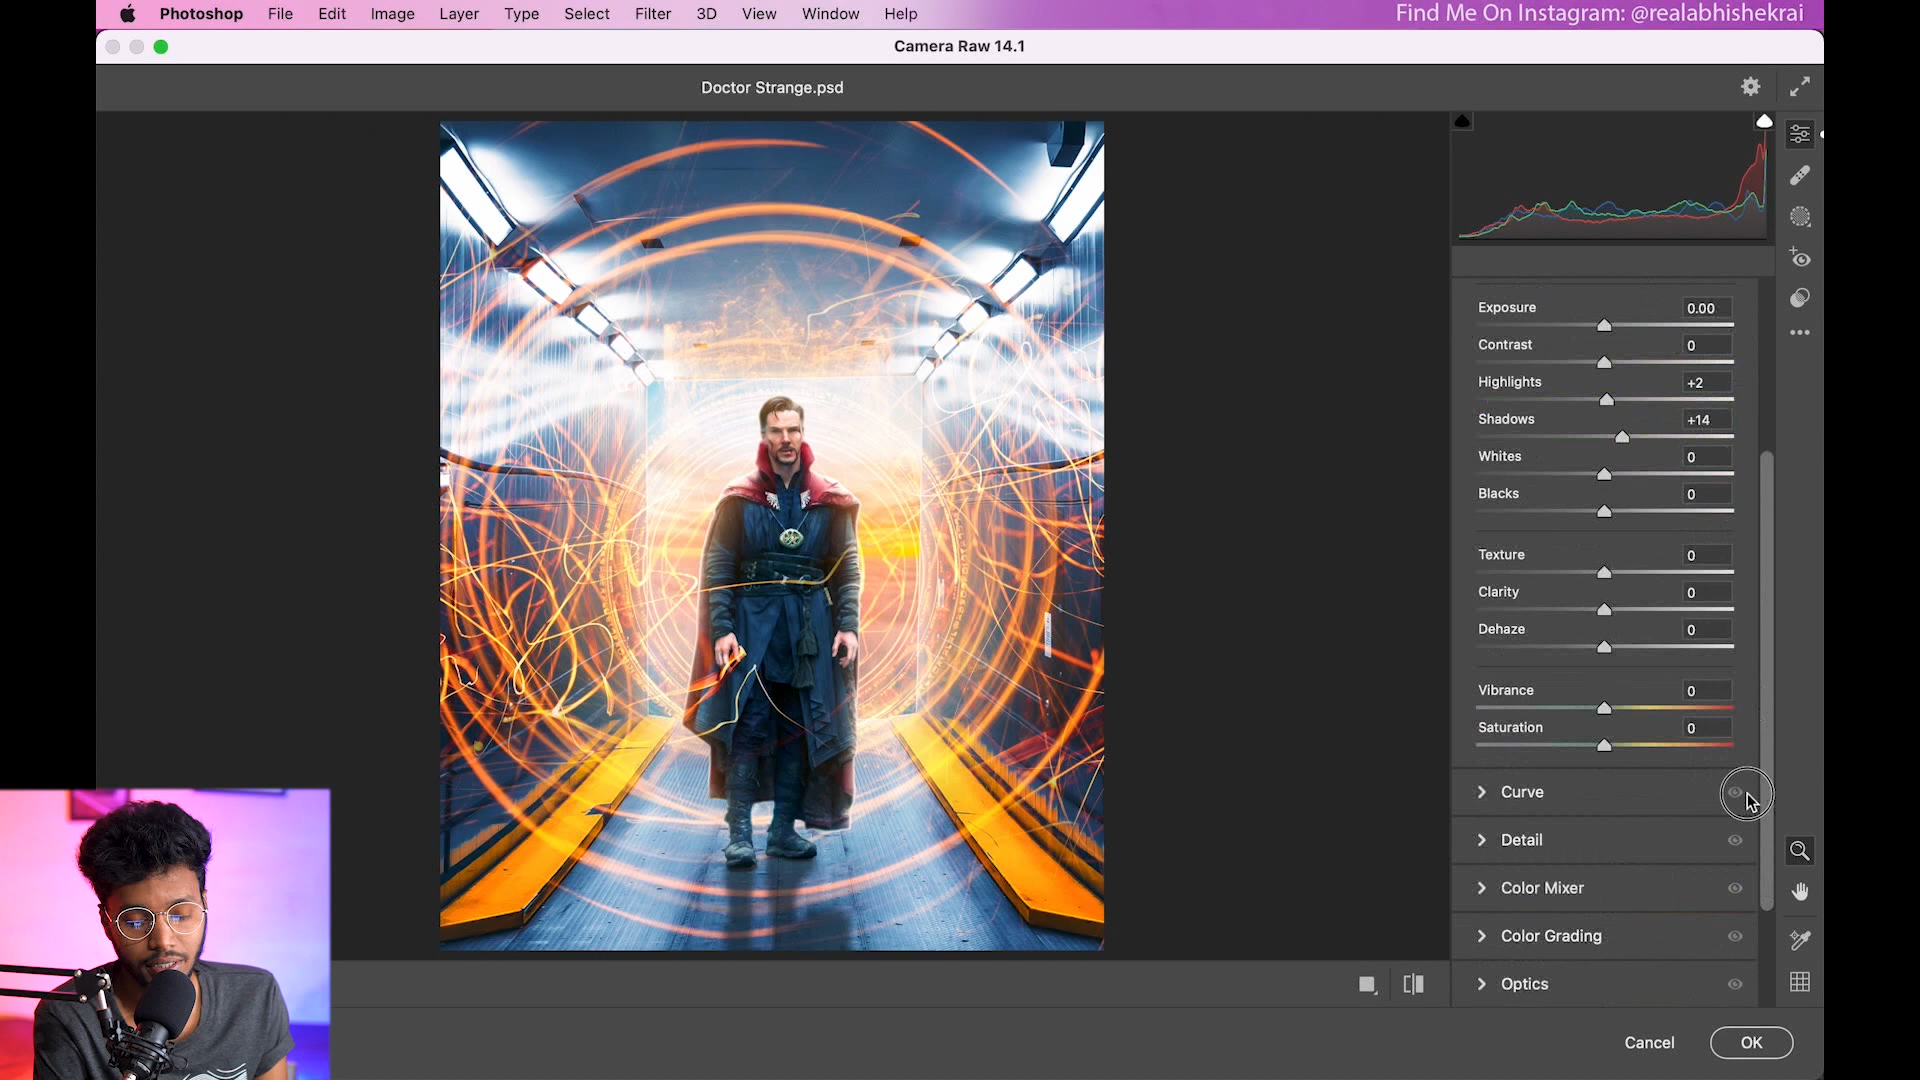 Photoshop File Edit Image Layer Type Select Filter 3D View Window Help
Find Me On Instagram: @realabhishekrai
Camera Raw 14.1
Doctor Strange.psd
Exposure 0.00
Contrast 0
Highlights +2
Shadows +14
Whites 0
Blacks 0
Texture 0
Clarity 0
Dehaze 0
Vibrance 0
Saturation 0
Curve
Detail
Color Mixer
Color Grading
Optics
Cancel OK